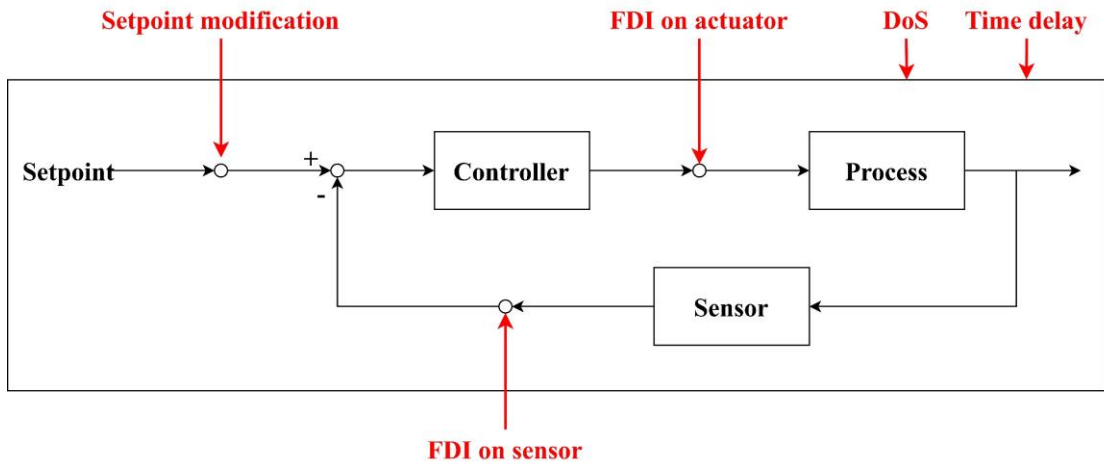 Setpoint modification
FDI on actuator
DoS
Time delay
Setpoint
+
-
Controller
Process
Sensor
FDI on sensor